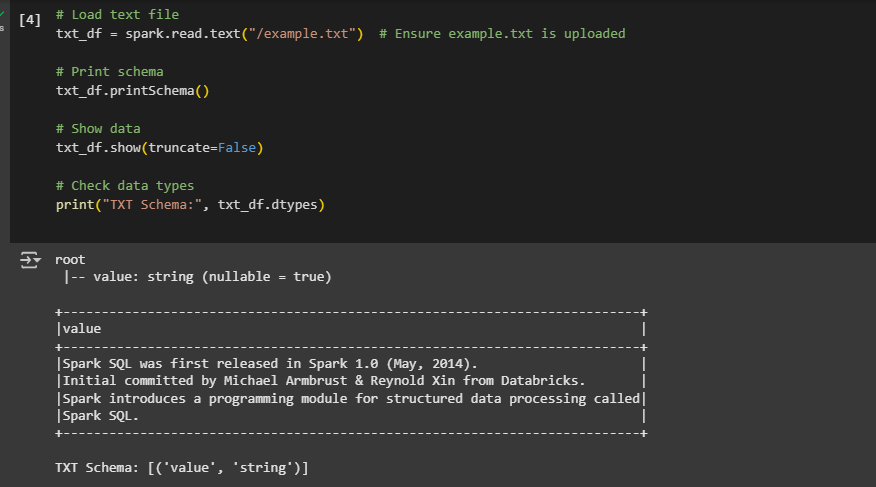 [4]
# Load text file
txt_df = spark.read.text("/example.txt")  # Ensure example.txt is uploaded
# Print schema
txt_df.printSchema()
# Show data
txt_df.show(truncate=False)
# Check data types
print("TXT Schema:", txt_df.dtypes)
root
 |-- value: string (nullable = true)
+---------------------------------------------------------------------------+
|value                                                                      |
+---------------------------------------------------------------------------+
|Spark SQL was first released in Spark 1.0 (May, 2014).                     |
|Initial committed by Michael Armbrust & Reynold Xin from Databricks.       |
|Spark introduces a programming module for structured data processing called|
|Spark SQL.                                                                 |
+---------------------------------------------------------------------------+
TXT Schema: [('value', 'string')]